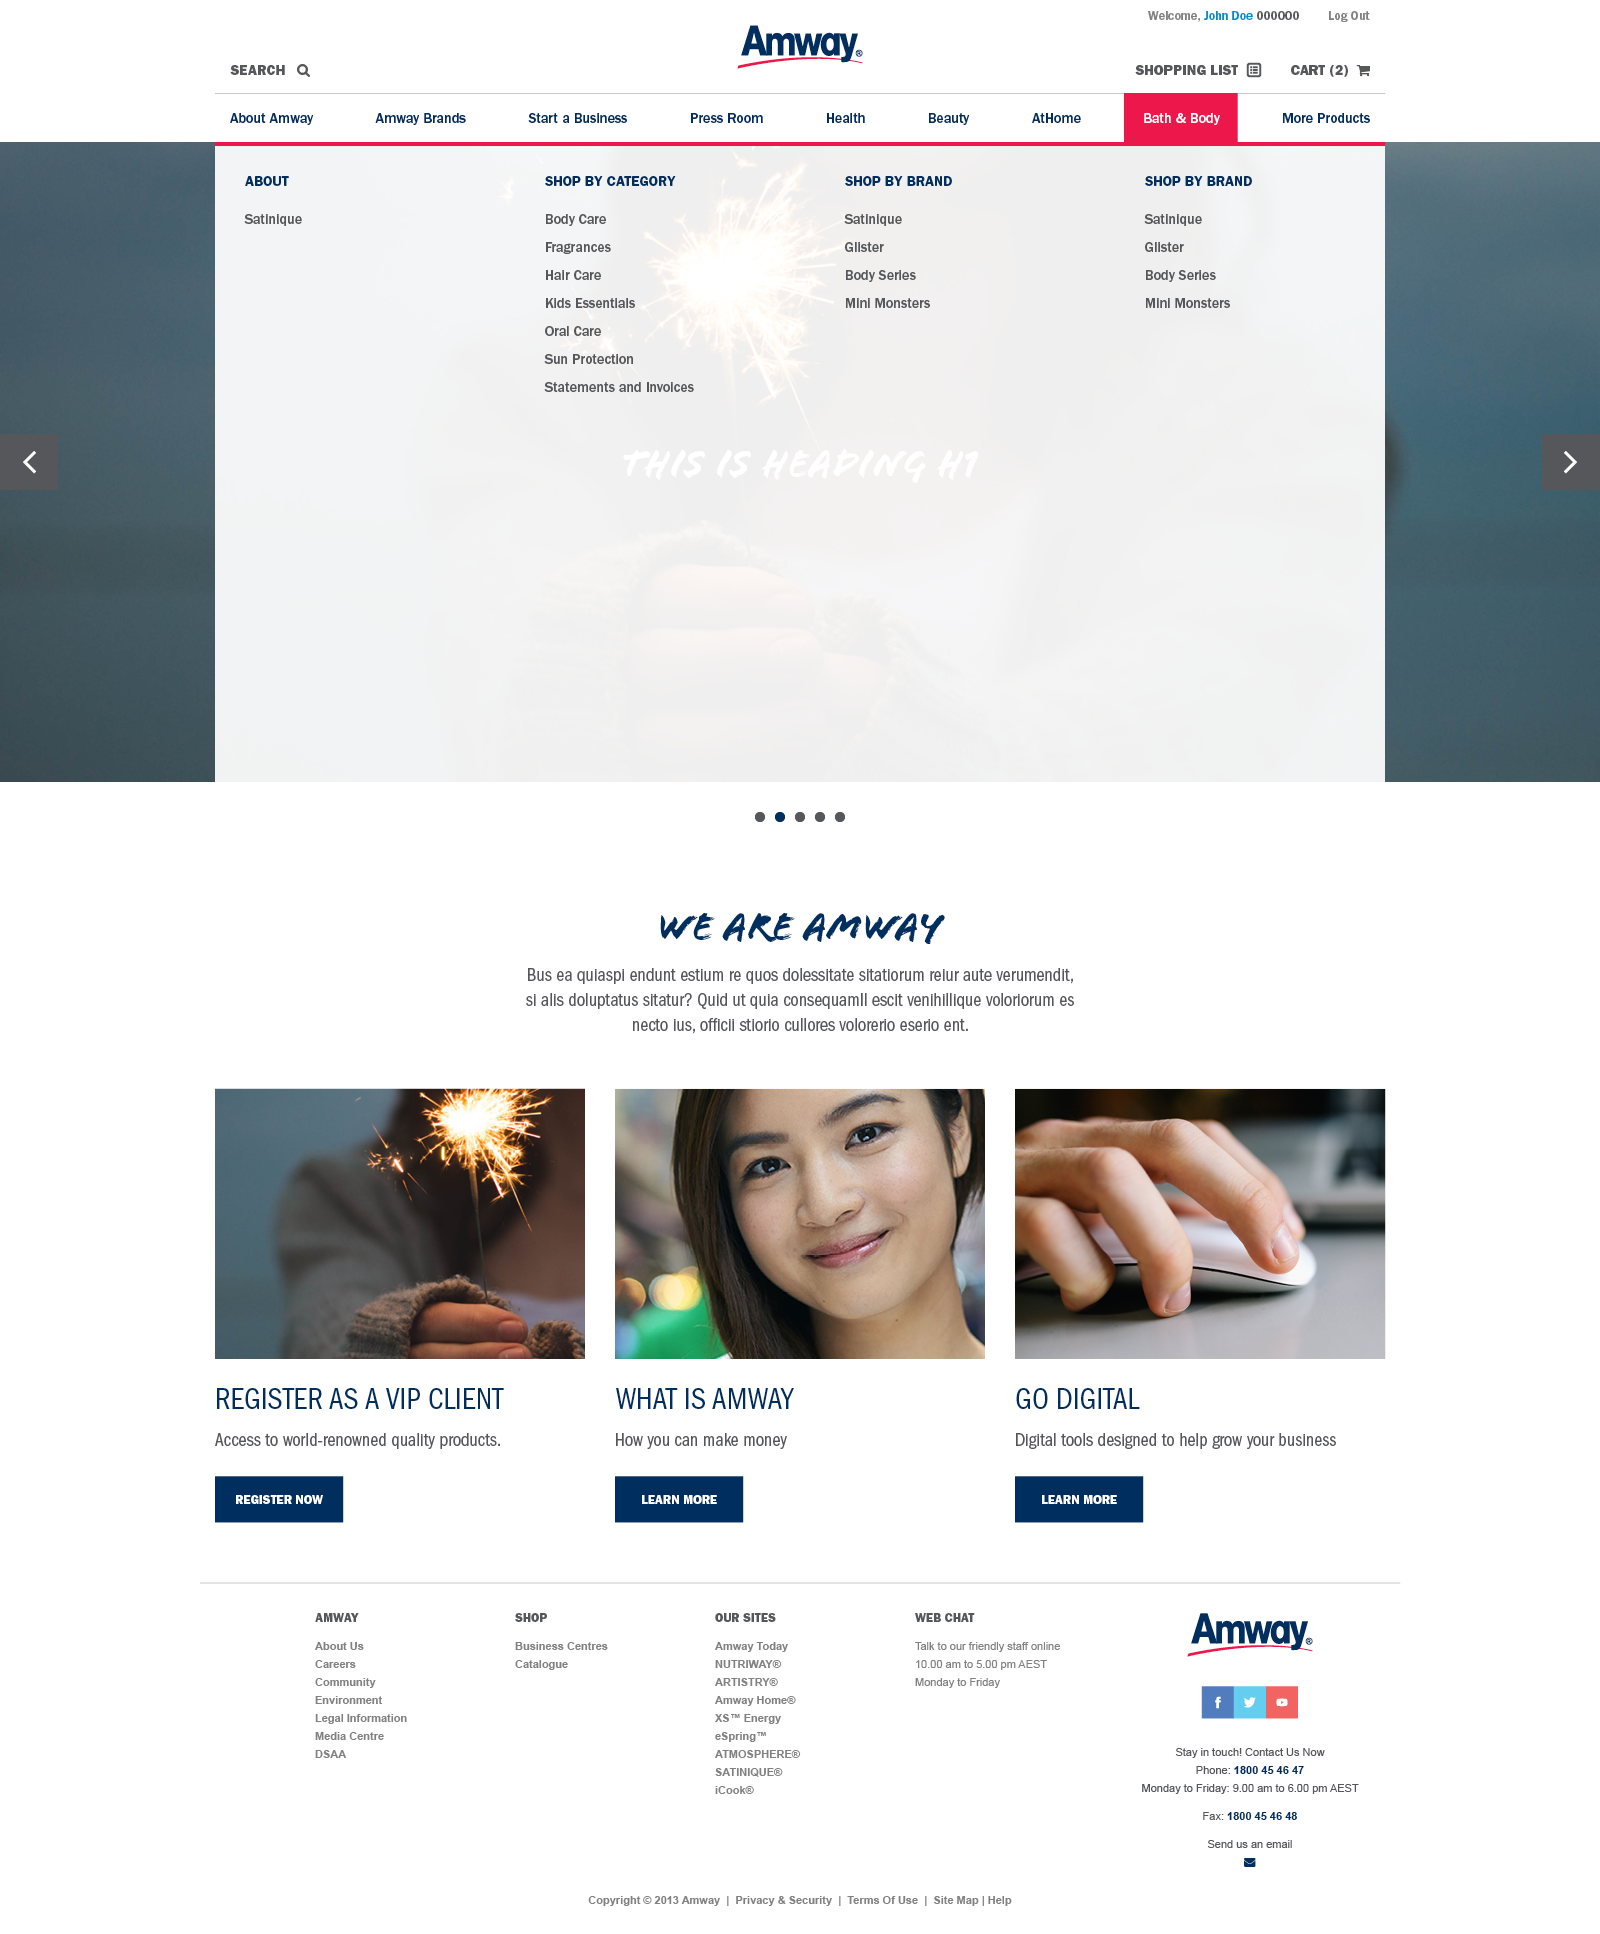 Welcome, John Doe 000000 Log Out
Amway®
SEARCH
SHOPPING LIST
CART (2)
About Amway
Amway Brands
Start a Business
Press Room
Health
Beauty
AtHome
Bath & Body
More Products
ABOUT
Satinique
SHOP BY CATEGORY
Body Care
Fragrances
Hair Care
Kids Essentials
Oral Care
Sun Protection
Statements and Invoices
SHOP BY BRAND
Satinique
Glister
Body Series
Mini Monsters
SHOP BY BRAND
Satinique
Glister
Body Series
Mini Monsters
THIS IS HEADING H1
WE ARE AMWAY
Bus ea quiaspi endunt estium re quos dolessitate sitatiorum reiur aute verumendit,
si alis doluptatus sitatur? Quid ut quia consequamll escit venihillique voloriorum es
necto ius, officii stiorio cullores volorerio eserio ent.
REGISTER AS A VIP CLIENT
Access to world-renowned quality products.
REGISTER NOW
WHAT IS AMWAY
How you can make money
LEARN MORE
GO DIGITAL
Digital tools designed to help grow your business
LEARN MORE
AMWAY
About Us
Careers
Community
Environment
Legal Information
Media Centre
DSAA
SHOP
Business Centres
Catalogue
OUR SITES
Amway Today
NUTRIWAY®
ARTISTRY®
Amway Home®
XS™ Energy
eSpring™
ATMOSPHERE®
SATINIQUE®
iCook®
WEB CHAT
Talk to our friendly staff online
10.00 am to 5.00 pm AEST
Monday to Friday
Amway®
Stay in touch! Contact Us Now
Phone: 1800 45 46 47
Monday to Friday: 9.00 am to 6.00 pm AEST
Fax: 1800 45 46 48
Send us an email
Copyright © 2013 Amway | Privacy & Security | Terms Of Use | Site Map | Help